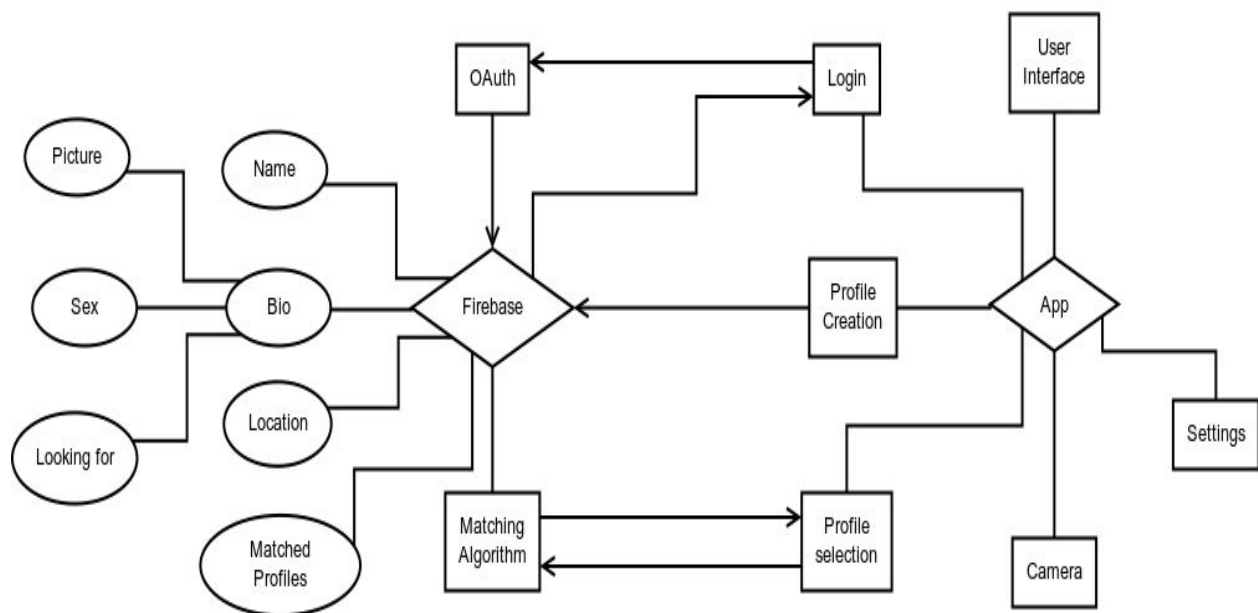 OAuth
Login
User
Interface
Picture
Name
Sex
Bio
Firebase
Profile
Creation
App
Looking for
Location
Settings
Matched
Profiles
Matching
Algorithm
Profile
selection
Camera